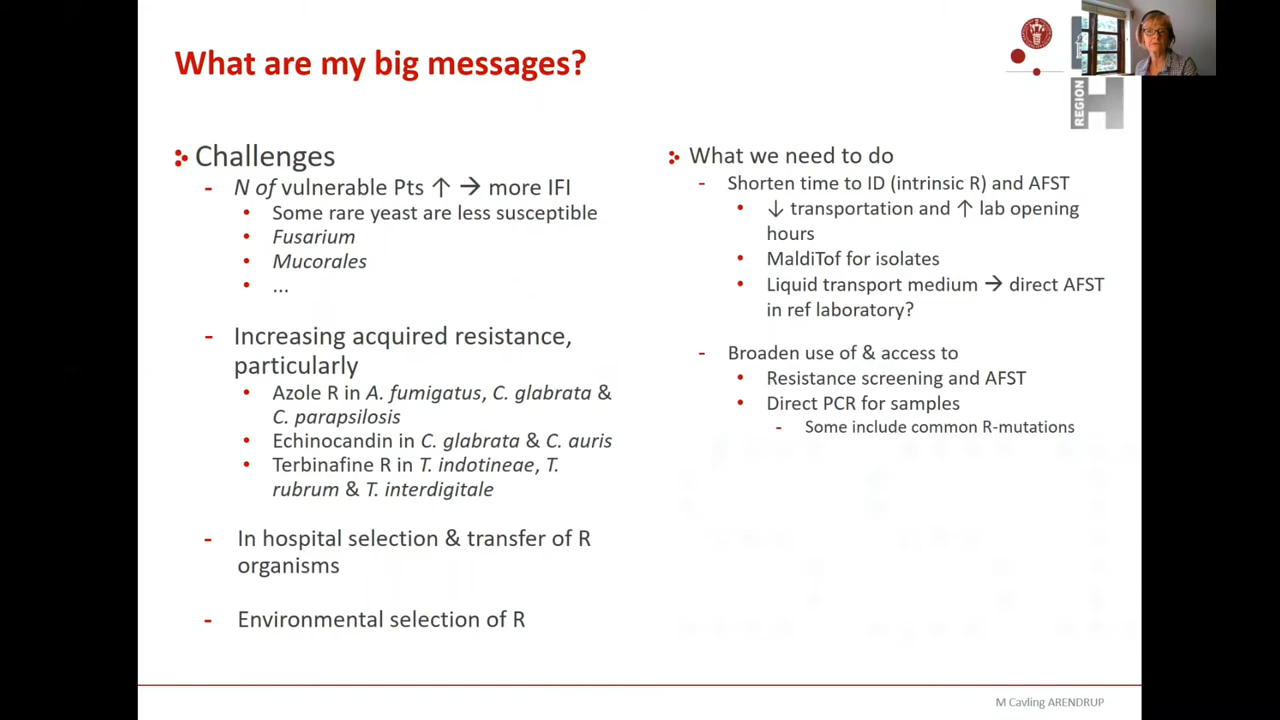 What are my big messages?
REGION
H
Challenges
- N of vulnerable Pts ↑ → more IFI
• Some rare yeast are less susceptible
• Fusarium
• Mucorales
• ...
- Increasing acquired resistance,
particularly
• Azole R in A. fumigatus, C. glabrata &
C. parapsilosis
• Echinocandin in C. glabrata & C. auris
• Terbinafine R in T. indotineae, T.
rubrum & T. interdigitale
- In hospital selection & transfer of R
organisms
- Environmental selection of R
What we need to do
- Shorten time to ID (intrinsic R) and AFST
• ↓ transportation and ↑ lab opening
hours
• MaldiTof for isolates
• Liquid transport medium → direct AFST
in ref laboratory?
- Broaden use of & access to
• Resistance screening and AFST
• Direct PCR for samples
- Some include common R-mutations
M Cavling ARENDRUP